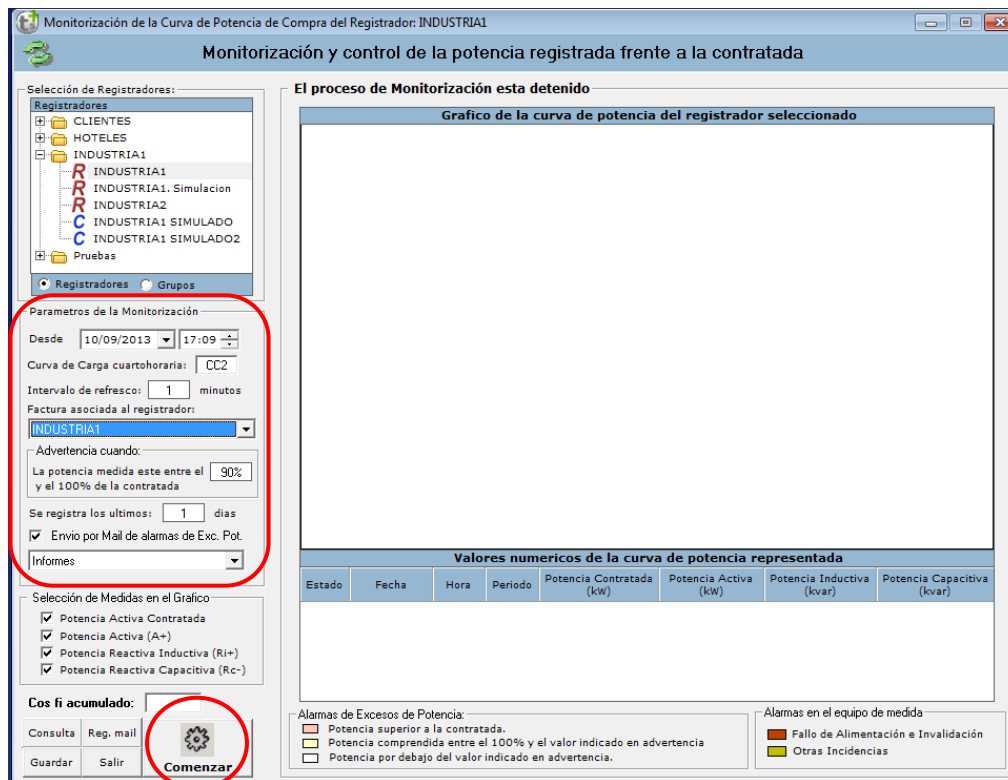 Monitorización de la Curva de Potencia de Compra del Registrador: INDUSTRIA1
Monitorización y control de la potencia registrada frente a la contratada
Selección de Registradores:
Registradores
CLIENTES
HOTELES
INDUSTRIA1
R INDUSTRIA1
R INDUSTRIA1. Simulacion
R INDUSTRIA2
C INDUSTRIA1 SIMULADO
C INDUSTRIA1 SIMULADO2
Pruebas
Registradores Grupos
Parametros de la Monitorización
Desde 10/09/2013 17:09
Curva de Carga cuartohoraria: CC2
Intervalo de refresco: 1 minutos
Factura asociada al registrador:
INDUSTRIA1
Advertencia cuando:
La potencia medida este entre el 90%
y el 100% de la contratada
Se registra los ultimos: 1 dias
Envio por Mail de alarmas de Exc. Pot.
Informes
Selección de Medidas en el Grafico
Potencia Activa Contratada
Potencia Activa (A+)
Potencia Reactiva Inductiva (Ri+)
Potencia Reactiva Capacitiva (Rc-)
Cos fi acumulado:
Consulta Reg. mail
Guardar Salir Comenzar
El proceso de Monitorización esta detenido
Grafico de la curva de potencia del registrador seleccionado
Valores numericos de la curva de potencia representada
Estado Fecha Hora Periodo Potencia Contratada (kW) Potencia Activa (kW) Potencia Inductiva (kvar) Potencia Capacitiva (kvar)
Alarmas de Excesos de Potencia:
Potencia superior a la contratada.
Potencia comprendida entre el 100% y el valor indicado en advertencia
Potencia por debajo del valor indicado en advertencia.
Alarmas en el equipo de medida
Fallo de Alimentación e Invalidación
Otras Incidencias